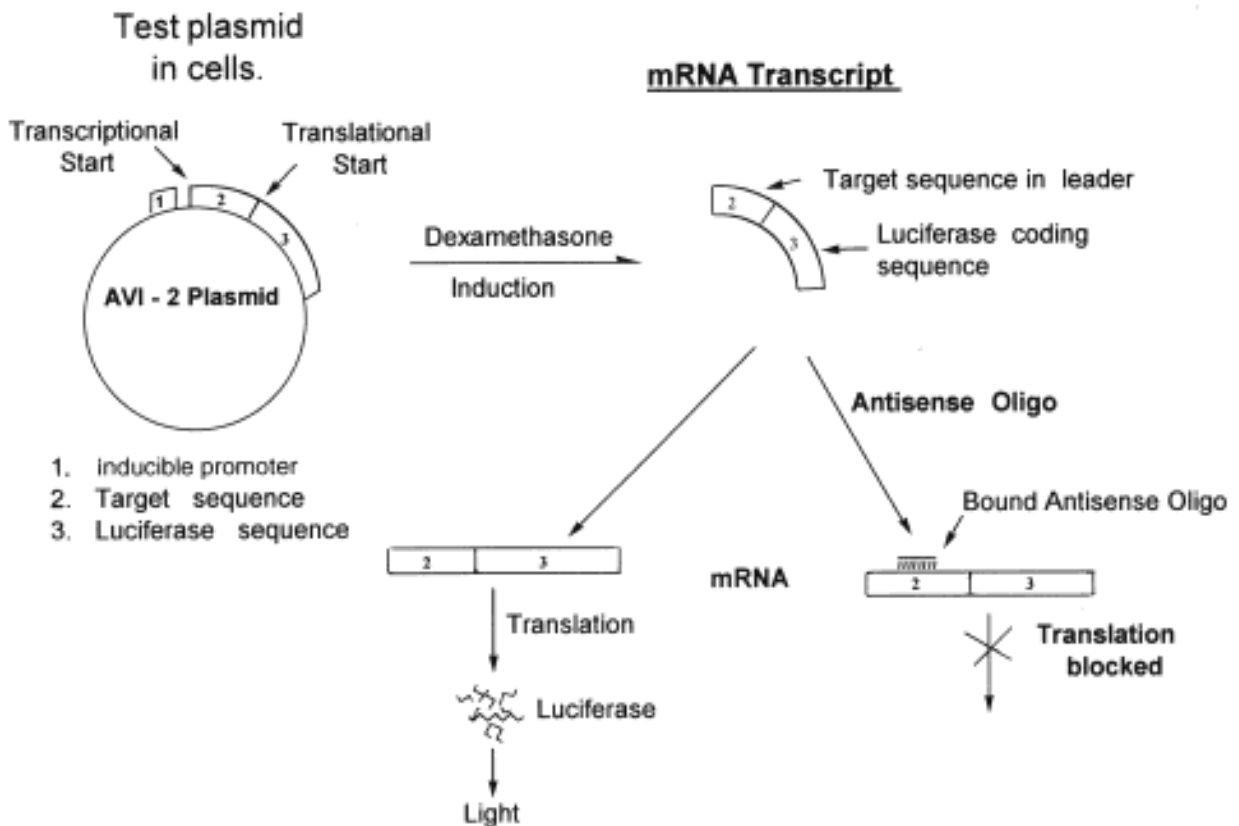 Test plasmid
in cells.
mRNA Transcript
Transcriptional
Start
Translational
Start
1
2
3
AVI - 2 Plasmid
Dexamethasone
Induction
2
3
Target sequence in leader
Luciferase coding
sequence
1. inducible promoter
2. Target sequence
3. Luciferase sequence
Antisense Oligo
Bound Antisense Oligo
2
3
mRNA
2
3
Translation
Translation
blocked
Luciferase
Light